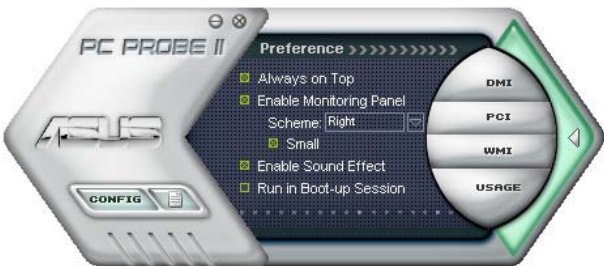 PC PROBE II
ASUS
CONFIG
Preference >>>>>>>>>>>
Always on Top
Enable Monitoring Panel
Scheme: Right
Small
Enable Sound Effect
Run in Boot-up Session
DMI
PCI
WMI
USAGE